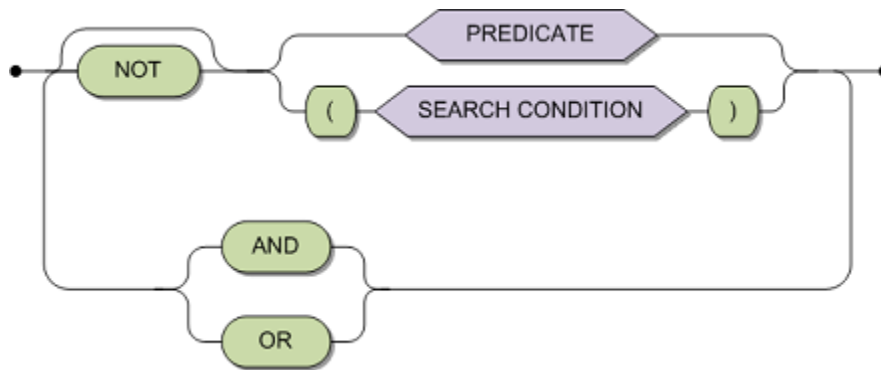 PREDICATE
NOT
( SEARCH CONDITION )
AND
OR